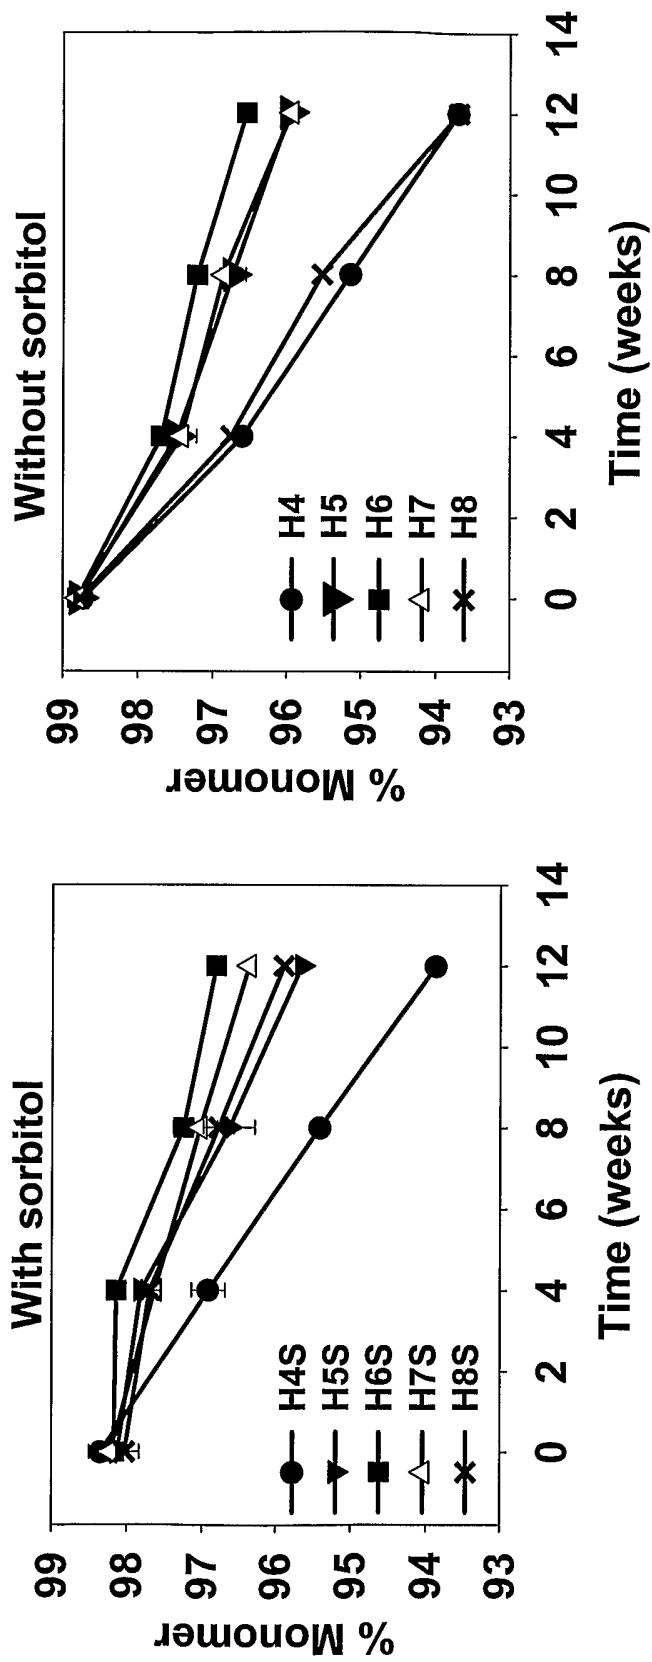 With sorbitol
99
98
97
96
95
94
93
% Monomer
H4S
H5S
H6S
H7S
H8S
0 2 4 6 8 10 12 14
Time (weeks)
Without sorbitol
99
98
97
96
95
94
93
% Monomer
H4
H5
H6
H7
H8
0 2 4 6 8 10 12 14
Time (weeks)